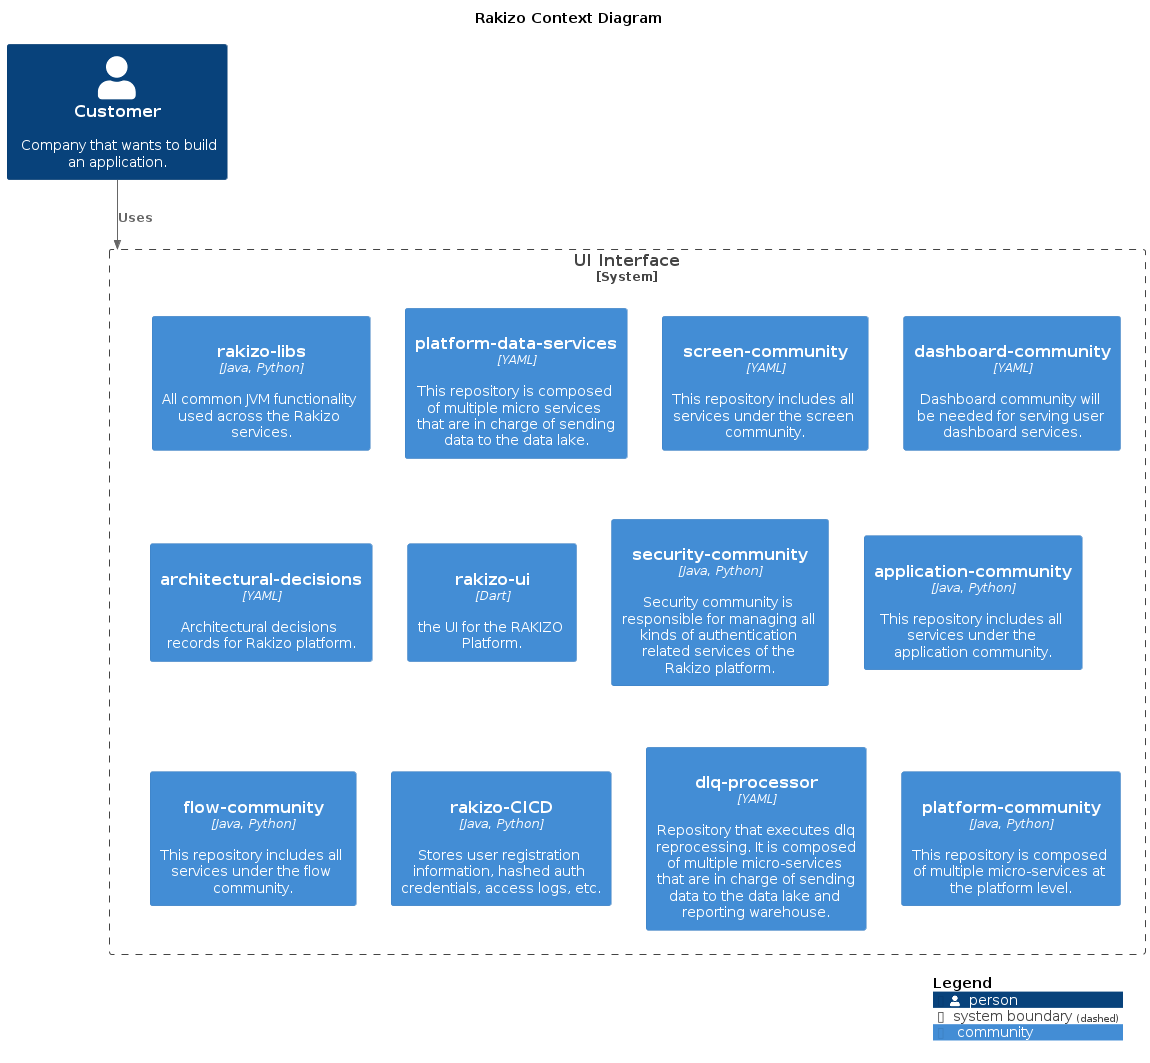 Rakizo Context Diagram
Customer
Company that wants to build
an application.
Uses
UI Interface
[System]
rakizo-libs
[Java, Python]
All common JVM functionality
used across the Rakizo
services.
platform-data-services
[YAML]
This repository is composed
of multiple micro services
that are in charge of sending
data to the data lake.
screen-community
[YAML]
This repository includes all
services under the screen
community.
dashboard-community
[YAML]
Dashboard community will
be needed for serving user
dashboard services.
architectural-decisions
[YAML]
Architectural decisions
records for Rakizo platform.
rakizo-ui
[Dart]
the UI for the RAKIZO
Platform.
security-community
[Java, Python]
Security community is
responsible for managing all
kinds of authentication
related services of the
Rakizo platform.
application-community
[Java, Python]
This repository includes all
services under the
application community.
flow-community
[Java, Python]
This repository includes all
services under the flow
community.
rakizo-CICD
[Java, Python]
Stores user registration
information, hashed auth
credentials, access logs, etc.
dlq-processor
[YAML]
Repository that executes dlq
reprocessing. It is composed
of multiple micro-services
that are in charge of sending
data to the data lake and
reporting warehouse.
platform-community
[Java, Python]
This repository is composed
of multiple micro-services at
the platform level.
Legend
person
system boundary (dashed)
community